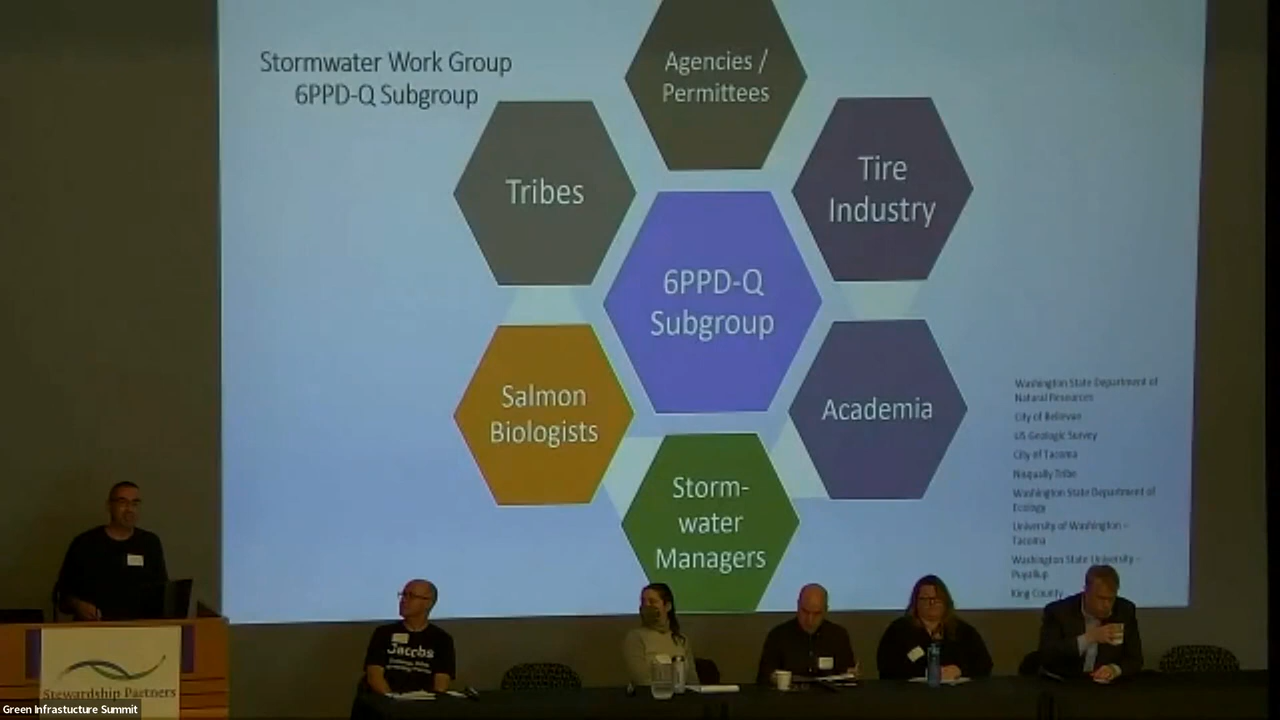 Stormwater Work Group
6PPD-Q Subgroup
Agencies /
Permittees
Tribes
Tire
Industry
6PPD-Q
Subgroup
Salmon
Biologists
Academia
Storm-
water
Managers
Washington State Department of
Natural Resources
City of Bellevue
US Geologic Survey
City of Tacoma
Nisqually Tribe
Washington State Department of
Ecology
University of Washington –
Tacoma
Washington State University –
Puyallup
King County
Jacobs
Stewardship Partners
Green Infrastucture Summit